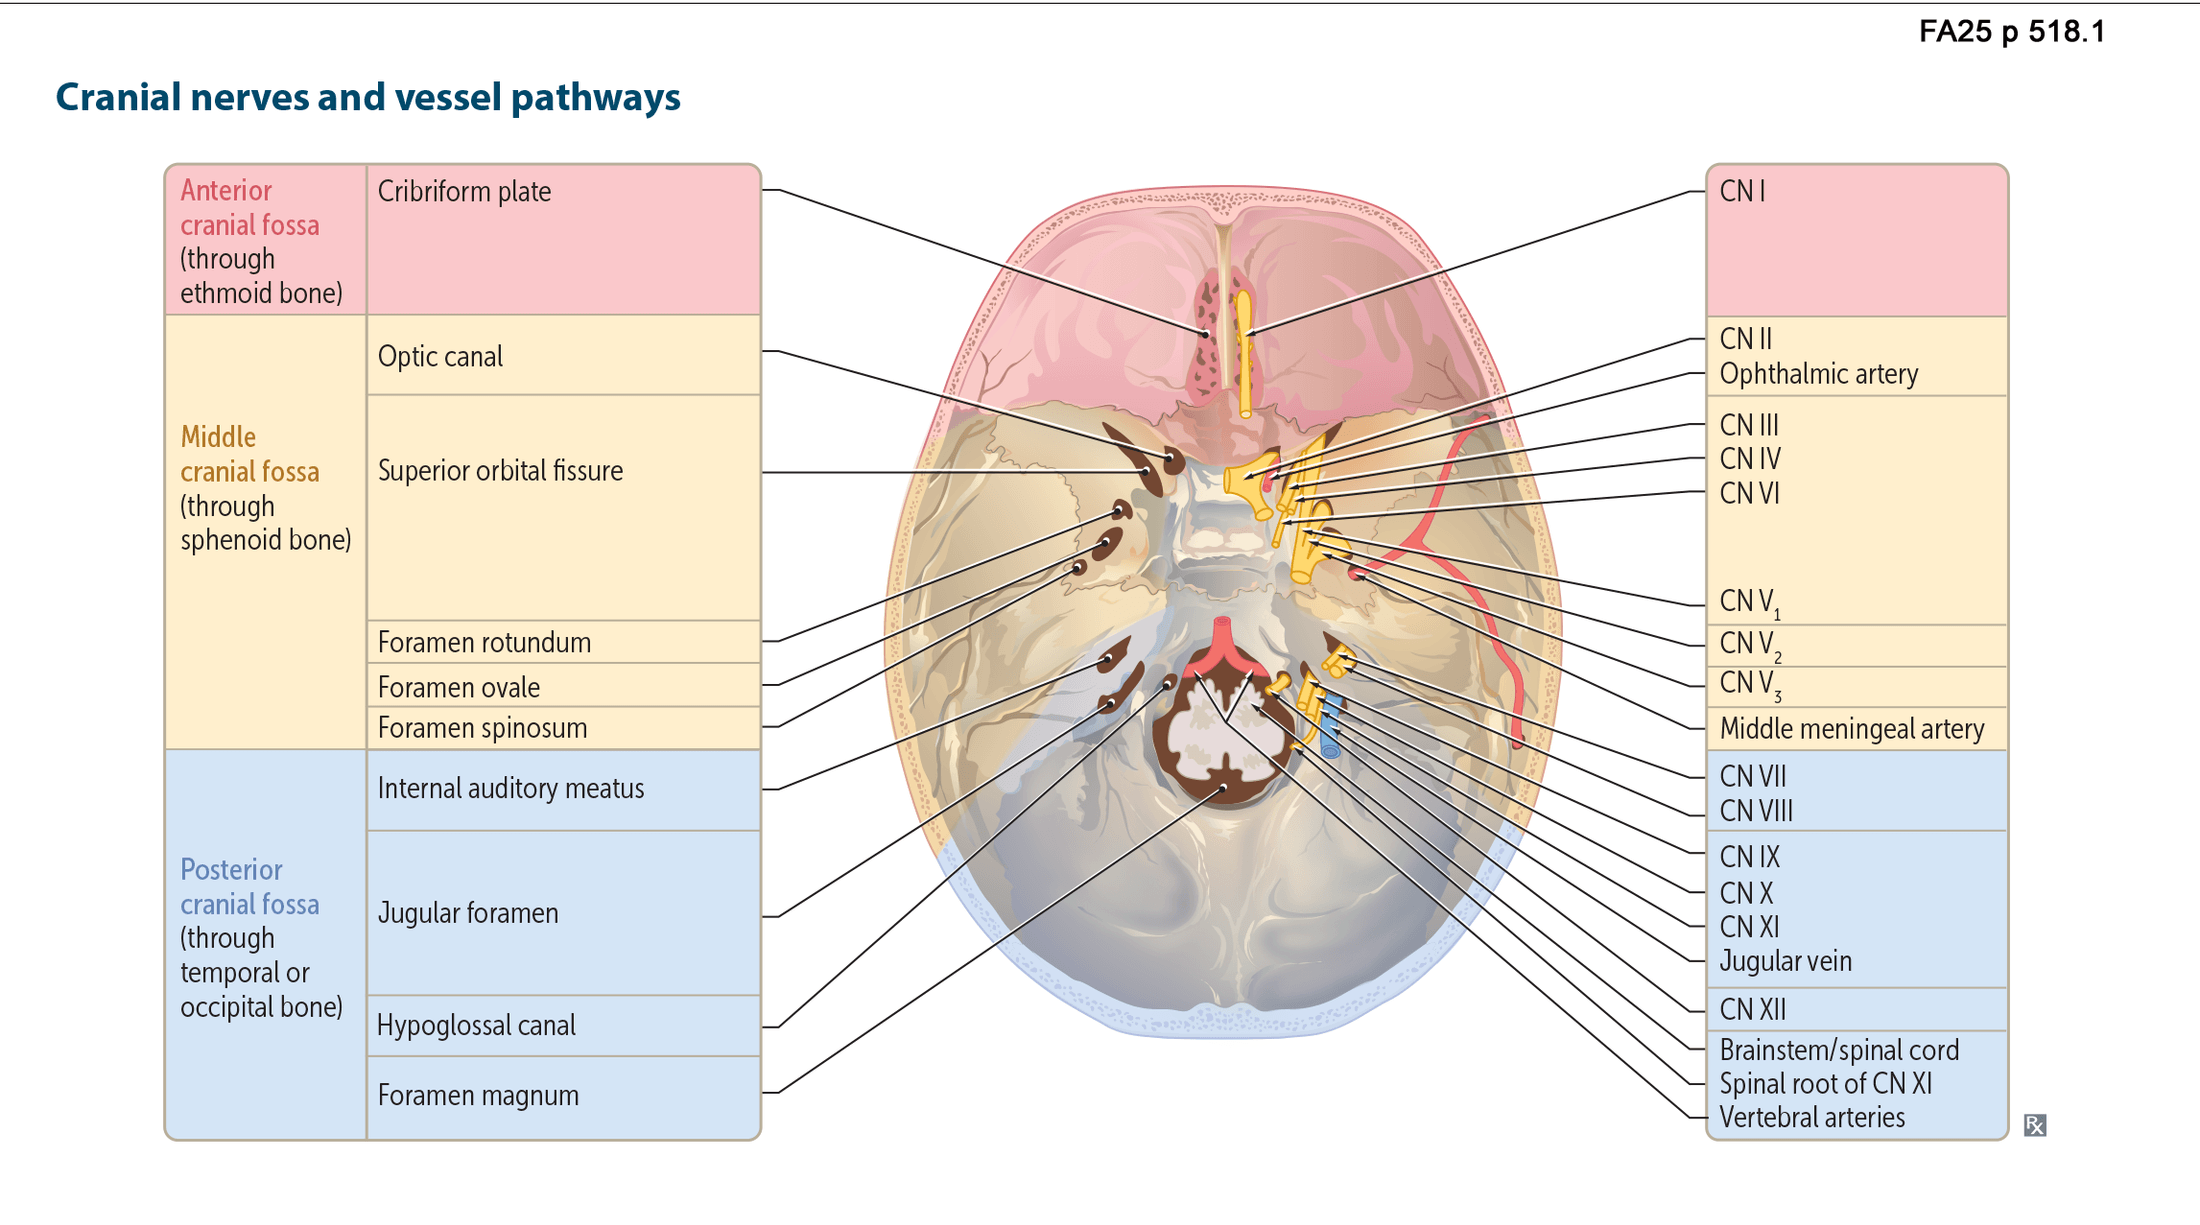 FA25 p 518.1
Cranial nerves and vessel pathways
Anterior
cranial fossa
(through
ethmoid bone)
Cribriform plate
Middle
cranial fossa
(through
sphenoid bone)
Optic canal
Superior orbital fissure
Foramen rotundum
Foramen ovale
Foramen spinosum
Posterior
cranial fossa
(through
temporal or
occipital bone)
Internal auditory meatus
Jugular foramen
Hypoglossal canal
Foramen magnum
CN I
CN II
Ophthalmic artery
CN III
CN IV
CN VI
CN V1
CN V2
CN V3
Middle meningeal artery
CN VII
CN VIII
CN IX
CN X
CN XI
Jugular vein
CN XII
Brainstem/spinal cord
Spinal root of CN XI
Vertebral arteries
Rx